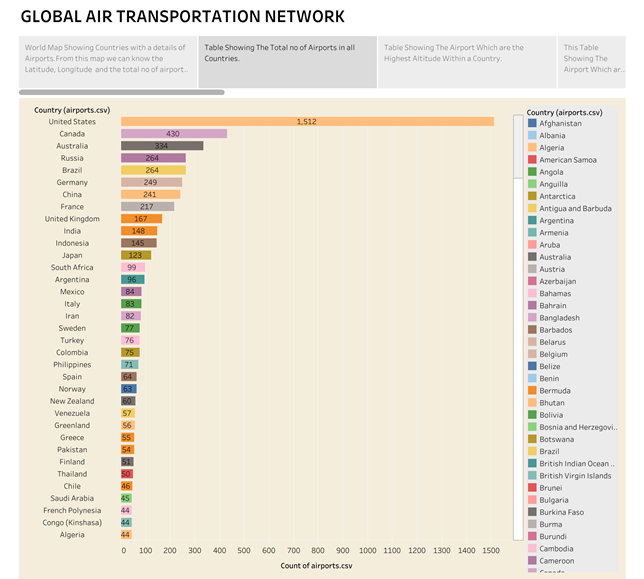 GLOBAL AIR TRANSPORTATION NETWORK
World Map Showing Countries with a details of
Airports.From this map we can know the
Latitude, Longitude and the total no of airport..
Table Showing The Total no of Airports in all
Countries.
Table Showing The Airport Which are the
Highest Altitude Within a Country.
This Table
Showing The
Airport Which ar..
Country (airports.csv)
United States 1,512
Canada 430
Australia 334
Russia 264
Brazil 264
Germany 249
China 241
France 217
United Kingdom 167
India 148
Indonesia 145
Japan 123
South Africa 99
Argentina 96
Mexico 84
Italy 83
Iran 82
Sweden 77
Turkey 76
Colombia 75
Philippines 71
Spain 64
Norway 63
New Zealand 60
Venezuela 57
Greenland 56
Greece 55
Pakistan 54
Finland 51
Thailand 50
Chile 46
Saudi Arabia 45
French Polynesia 44
Congo (Kinshasa) 44
Algeria 44
0 100 200 300 400 500 600 700 800 900 1000 1100 1200 1300 1400 1500
Count of airports.csv
Country (airports.csv)
Afghanistan
Albania
Algeria
American Samoa
Angola
Anguilla
Antarctica
Antigua and Barbuda
Argentina
Armenia
Aruba
Australia
Austria
Azerbaijan
Bahamas
Bahrain
Bangladesh
Barbados
Belarus
Belgium
Belize
Benin
Bermuda
Bhutan
Bolivia
Bosnia and Herzegovi..
Botswana
Brazil
British Indian Ocean ..
British Virgin Islands
Brunei
Bulgaria
Burkina Faso
Burma
Burundi
Cambodia
Cameroon
Canada